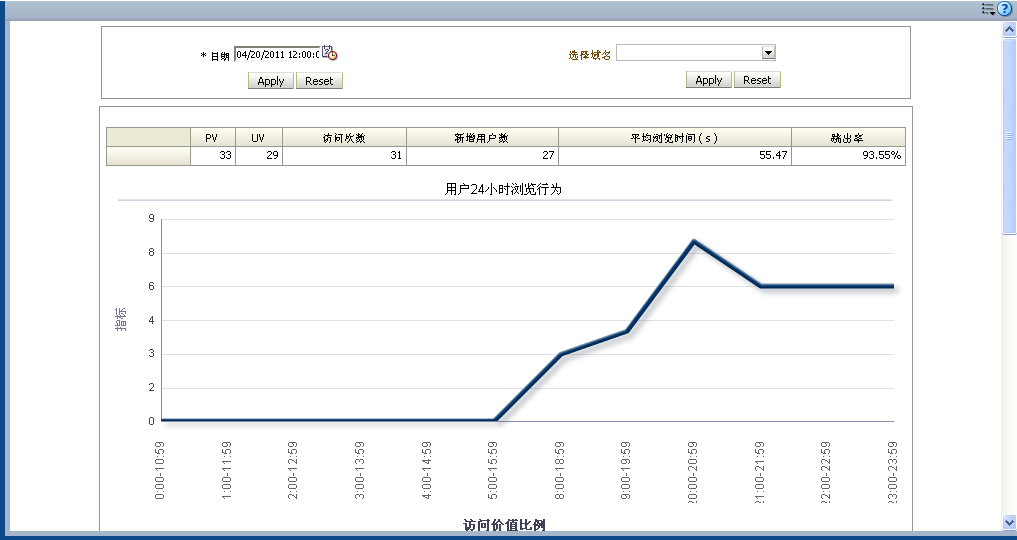 * 日期 04/20/2011 12:00:0
选择域名
Apply Reset
Apply Reset
PV UV 访问次数 新增用户数 平均浏览时间(s) 跳出率
33 29 31 27 55.47 93.55%
用户24小时浏览行为
9
8
6
4
3
2
0
指标
0:00-10:59
1:00-11:59
2:00-12:59
3:00-13:59
4:00-14:59
5:00-15:59
8:00-18:59
9:00-19:59
20:00-20:59
21:00-21:59
22:00-22:59
23:00-23:59
访问价值比例